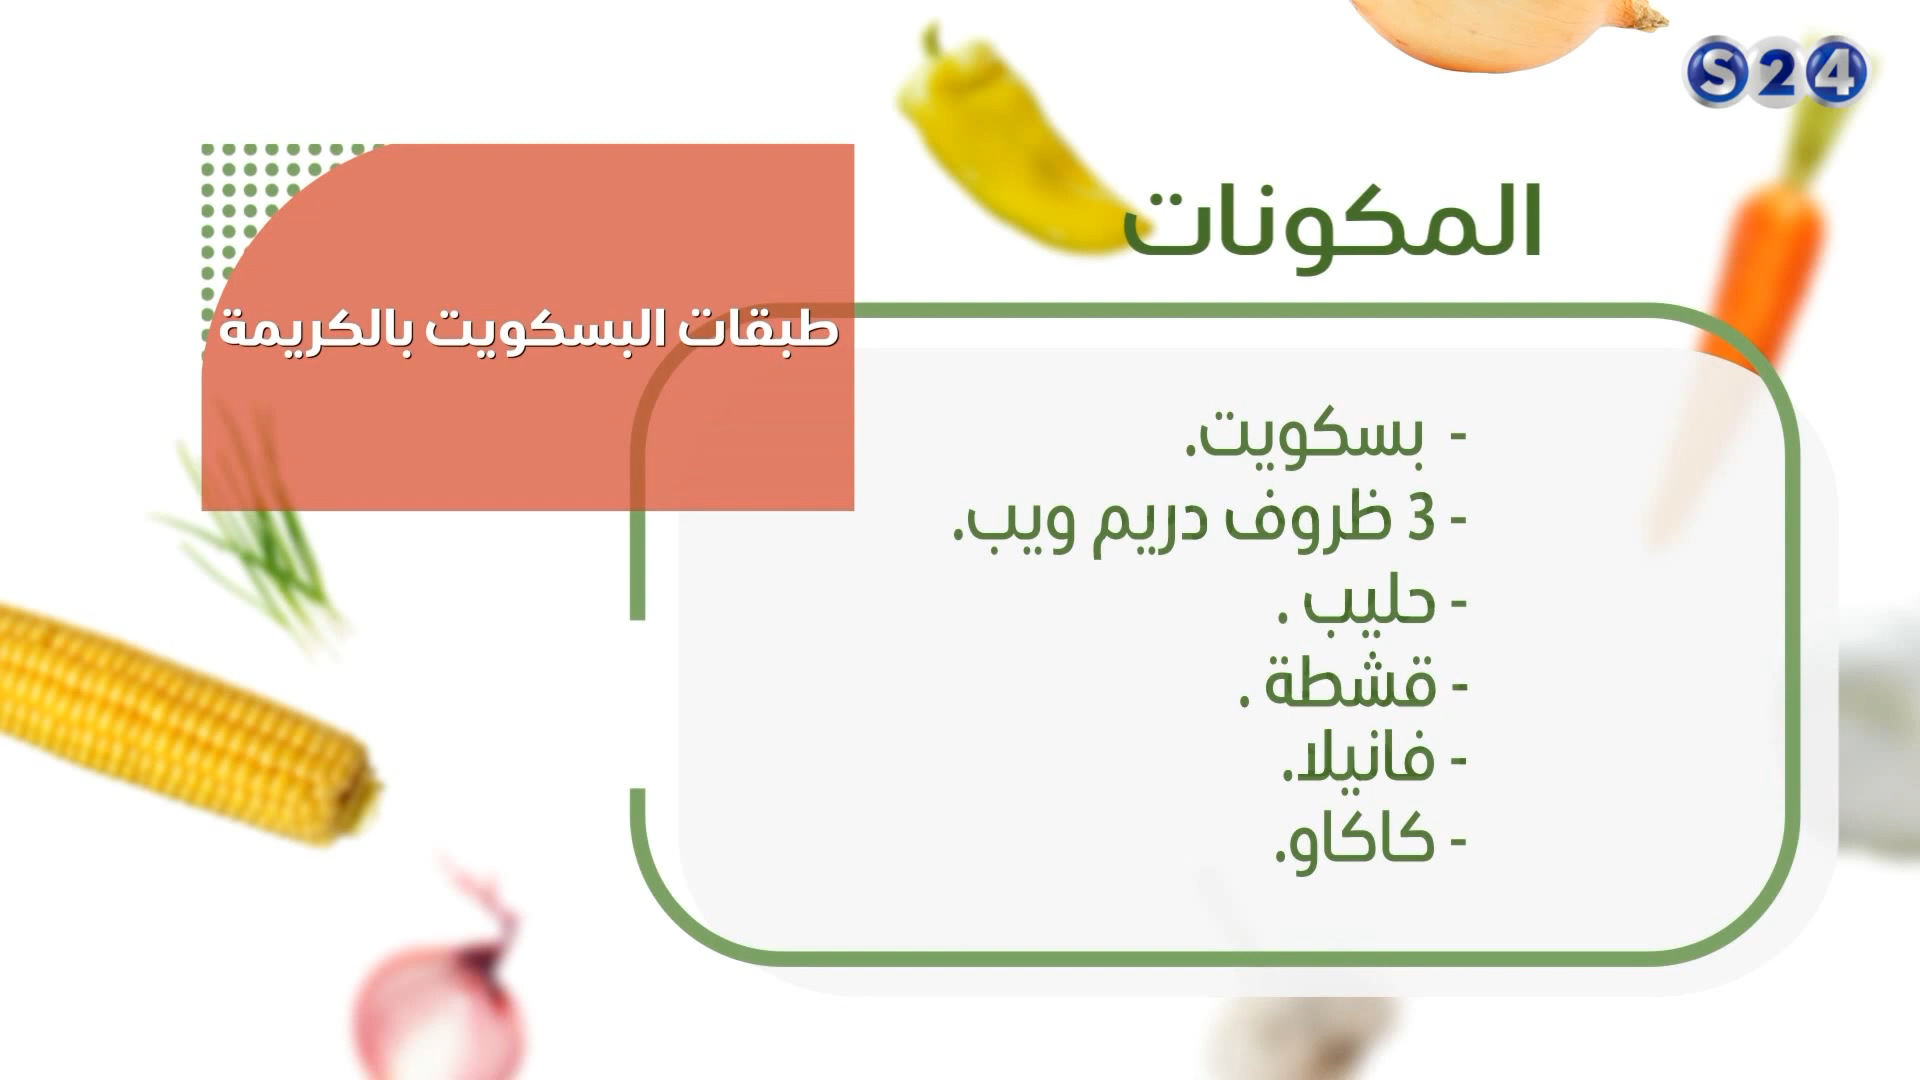 S24
المكونات
طبقات البسكويت بالكريمة
- بسكويت.
- 3 ظروف دريم ويب.
- حليب .
- قشطة .
- فانيلا.
- كاكاو.